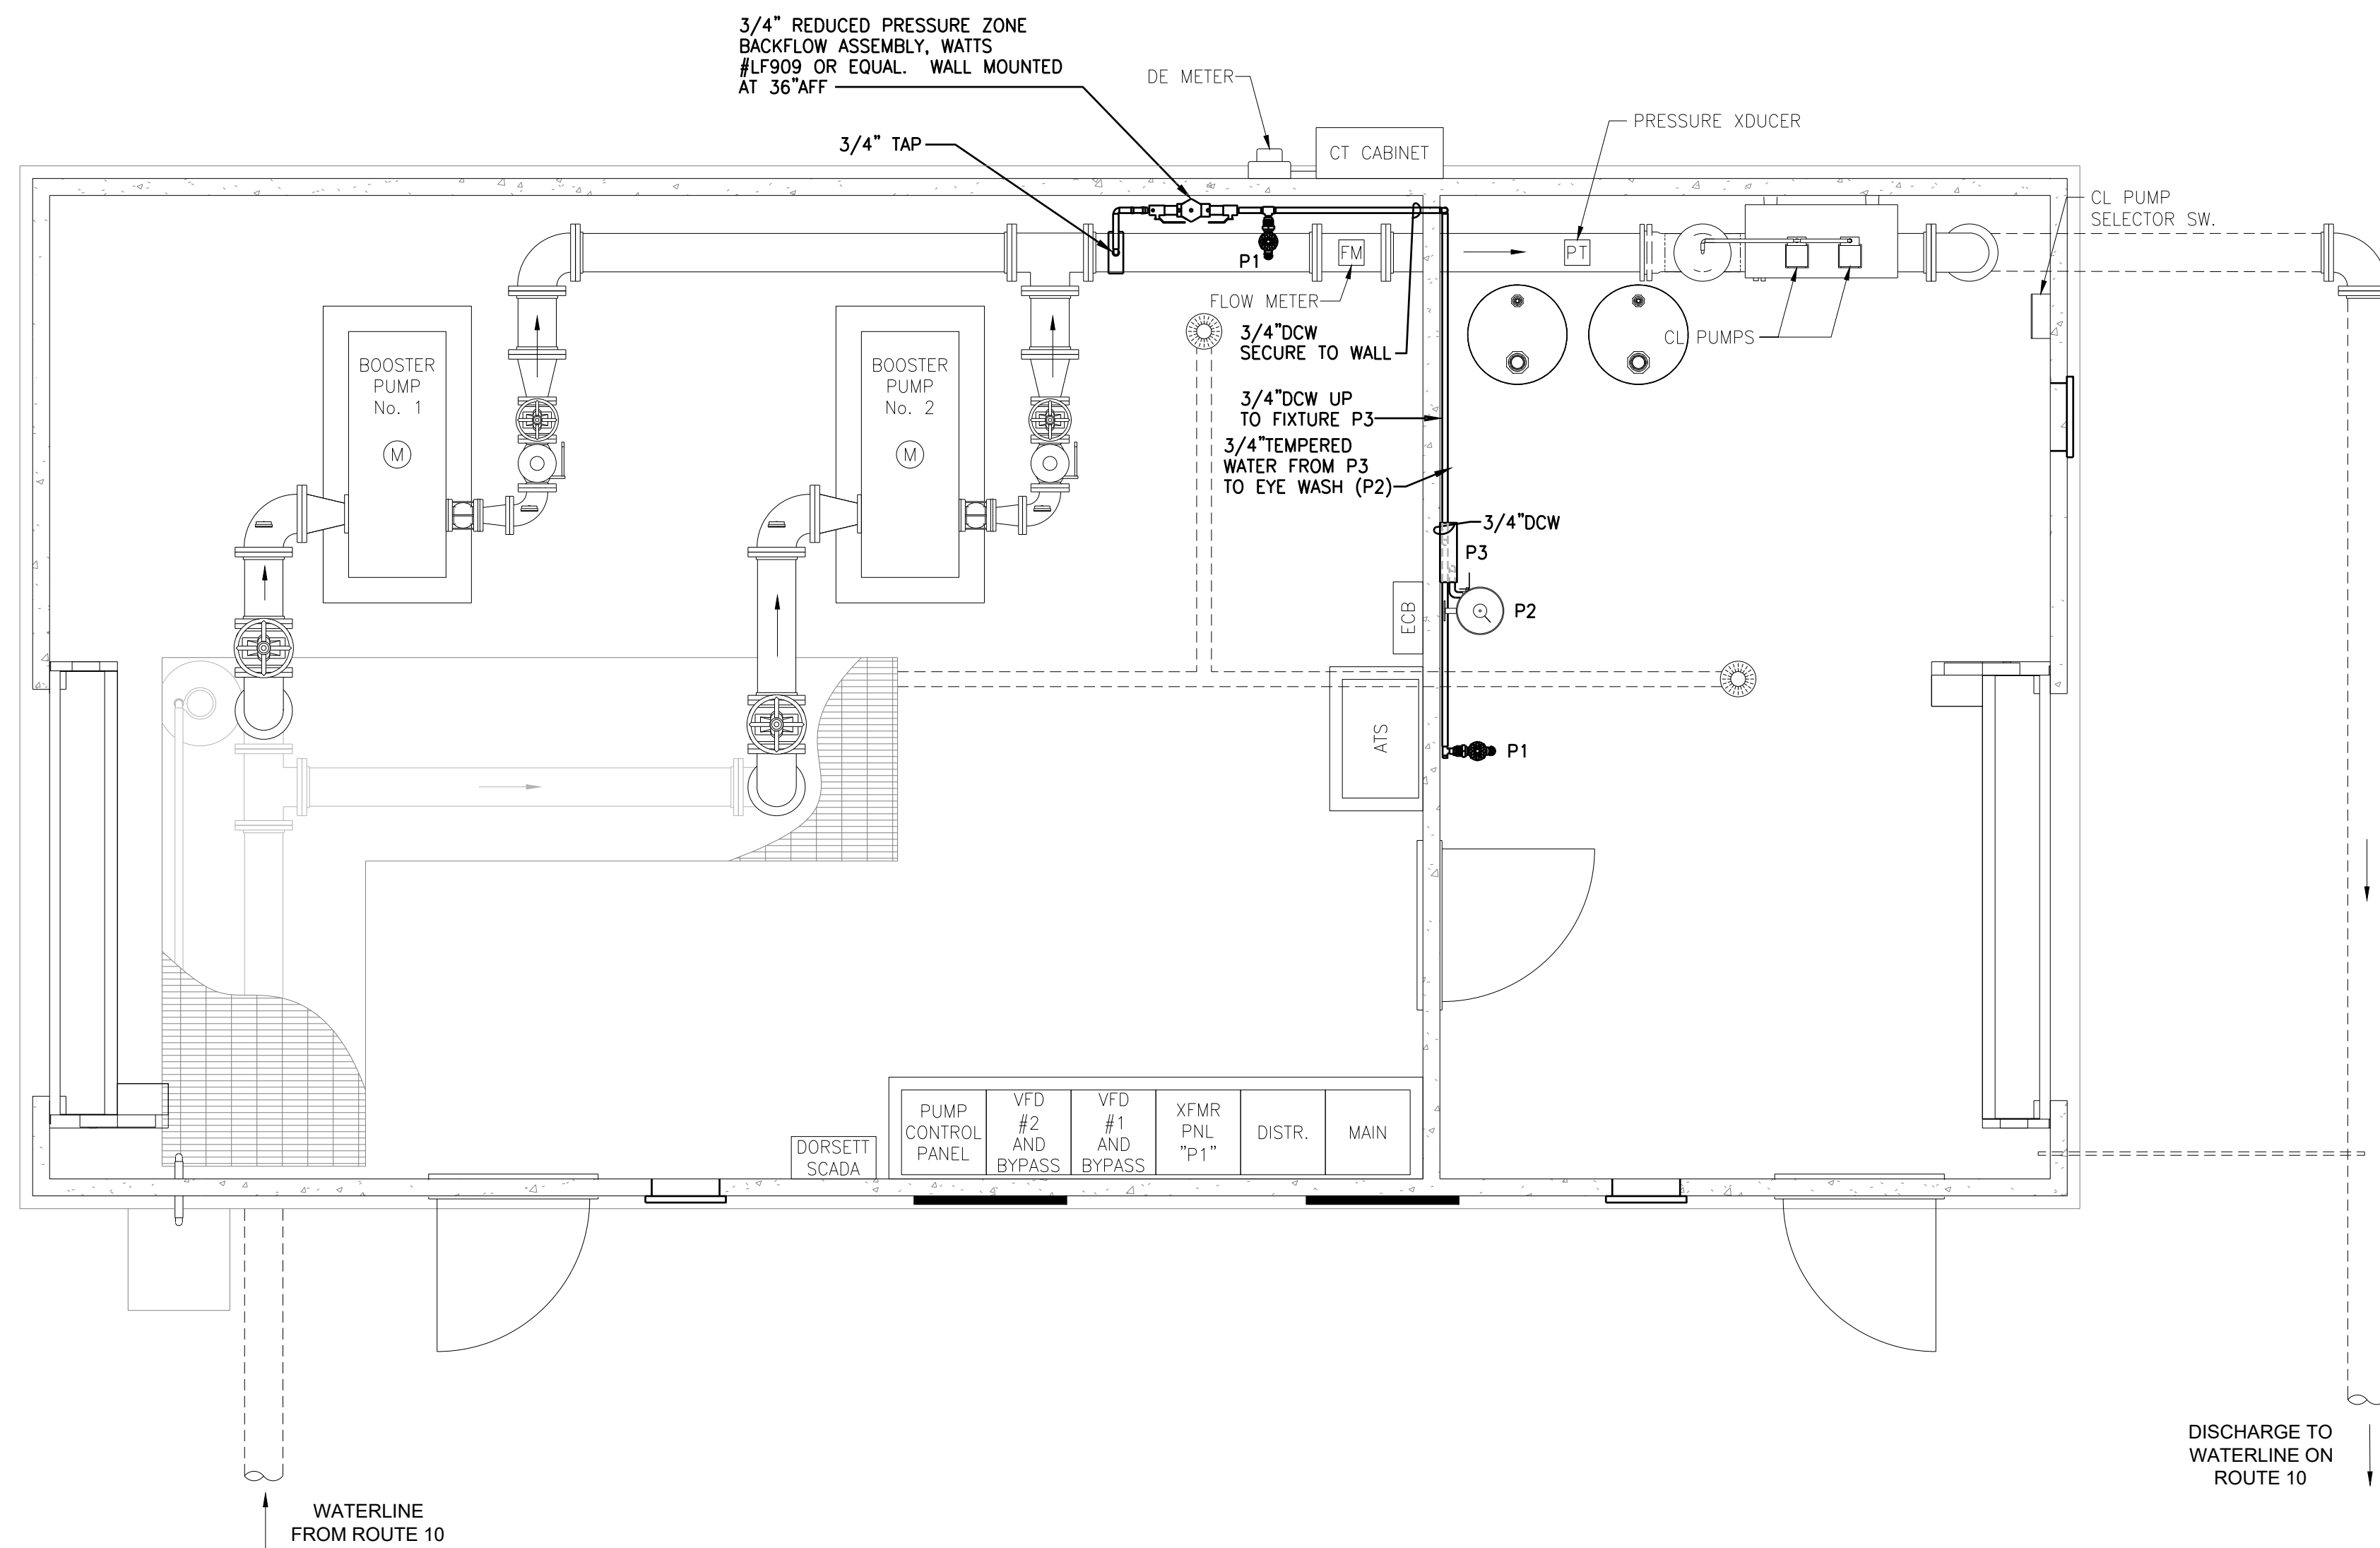 3/4" REDUCED PRESSURE ZONE
BACKFLOW ASSEMBLY, WATTS
#LF909 OR EQUAL. WALL MOUNTED
AT 36"AFF
DE METER
3/4" TAP
CT CABINET
PRESSURE XDUCER
CL PUMP
SELECTOR SW.
P1
FM
PT
FLOW METER
3/4"DCW
SECURE TO WALL
CL PUMPS
BOOSTER
PUMP
No. 1
M
BOOSTER
PUMP
No. 2
M
3/4"DCW UP
TO FIXTURE P3
3/4"TEMPERED
WATER FROM P3
TO EYE WASH (P2)
3/4"DCW
P3
P2
ECB
ATS
P1
DORSETT
SCADA
PUMP
CONTROL
PANEL
VFD
#2
AND
BYPASS
VFD
#1
AND
BYPASS
XFMR
PNL
"P1"
DISTR.
MAIN
DISCHARGE TO
WATERLINE ON
ROUTE 10
WATERLINE
FROM ROUTE 10